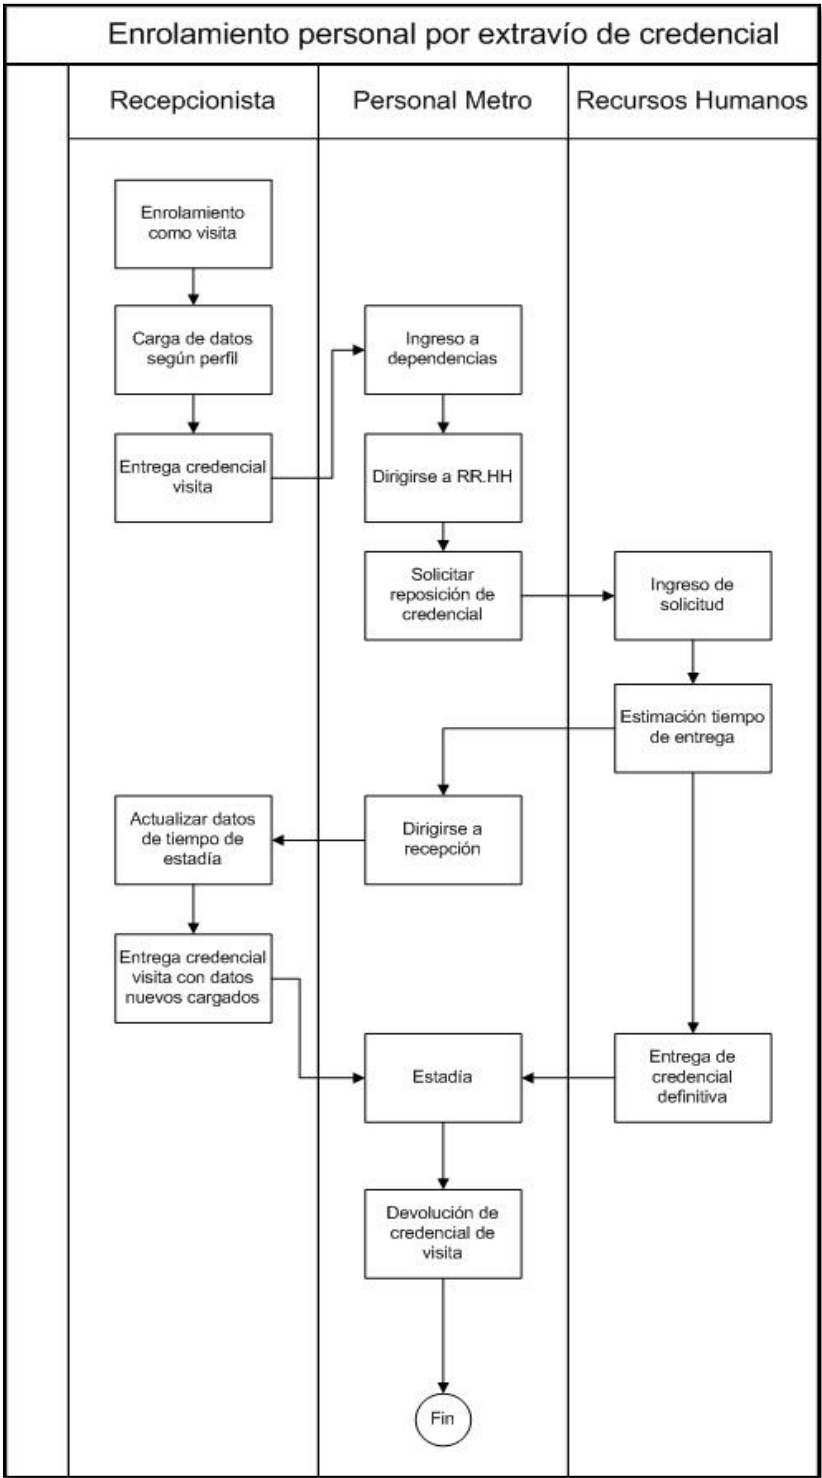 Enrolamiento personal por extravío de credencial
Recepcionista
Personal Metro
Recursos Humanos
Enrolamiento
como visita
Carga de datos
según perfil
Ingreso a
dependencias
Entrega credencial
visita
Dirigirse a RR.HH
Solicitar
reposición de
credencial
Ingreso de
solicitud
Estimación tiempo
de entrega
Actualizar datos
de tiempo de
estadía
Dirigirse a
recepción
Entrega credencial
visita con datos
nuevos cargados
Estadía
Entrega de
credencial
definitiva
Devolución de
credencial de
visita
Fin